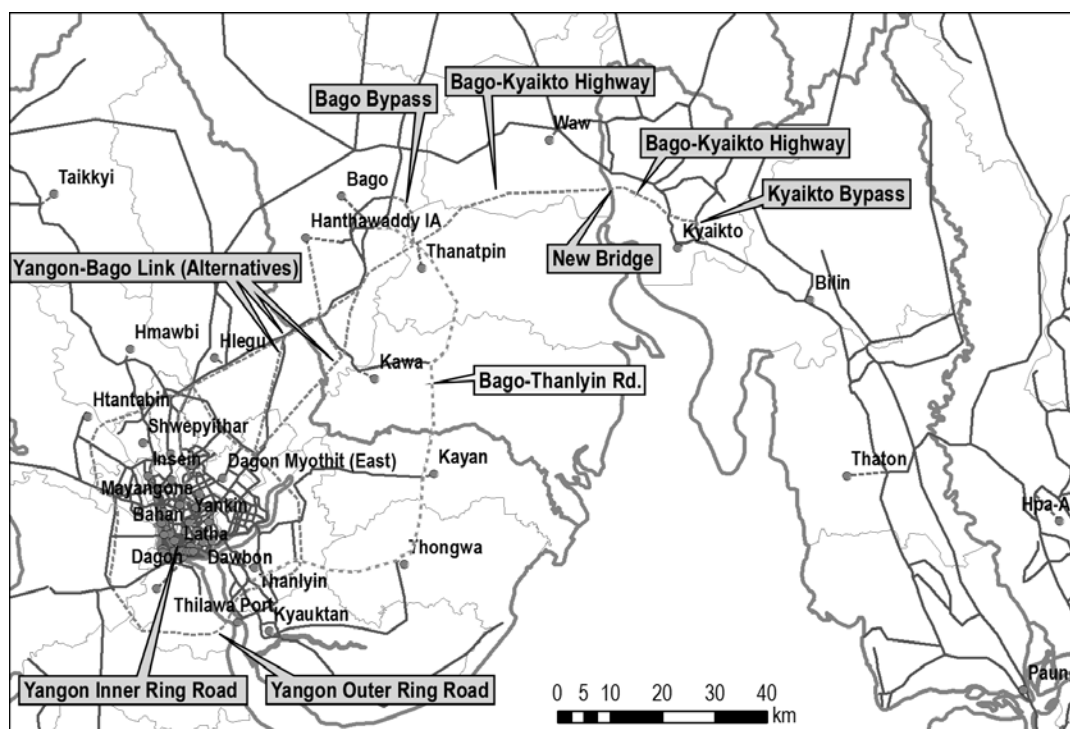 Bago-Kyaikto Highway
Bago Bypass
Waw
Bago-Kyaikto Highway
Taikkyi
Bago
Kyaikto Bypass
Hanthawaddy IA
Kyaikto
Thanatpin
New Bridge
Yangon-Bago Link (Alternatives)
Bilin
Hmawbi
Hlegu
Kawa
Bago-Thanlyin Rd.
Htantabin
Shwepyithar
Insein
Dagon Myothit (East)
Kayan
Thaton
Mayangone
Yankin
Bahan
Hpa-A
Latha
Dagon
Dawbon
Thongwa
Thanlyin
Thilawa Port
Kyauktan
Paung
Yangon Inner Ring Road
Yangon Outer Ring Road
0 5 10 20 30 40
km